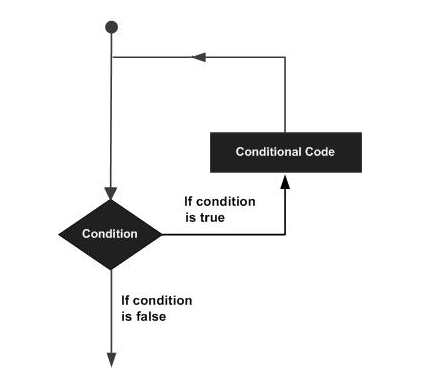 Conditional Code
If condition
is true
Condition
If condition
is false